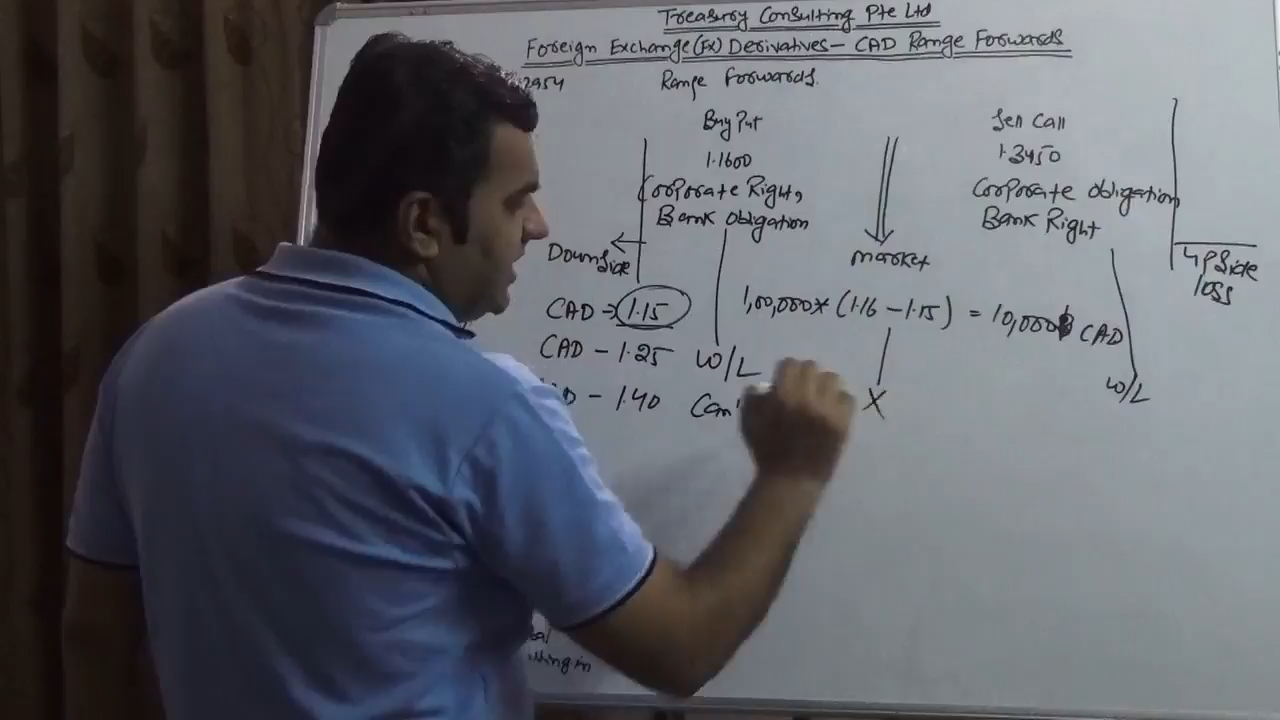 Treasury Consulting Pte Ltd
Foreign Exchange (Fx) Derivatives - CAD Range Forwards
2954
Range Forwards.
Buy Put
1.1600
Corporate Right,
Bank Obligation
Sell Call
1.3450
Corporate Obligation
Bank Right
Downside
market
upside
loss
CAD → 1.15 1,00,000* (1.16 - 1.15) = 10,000 CAD
CAD - 1.25 W/L
X W/L
D - 1.40 Can'